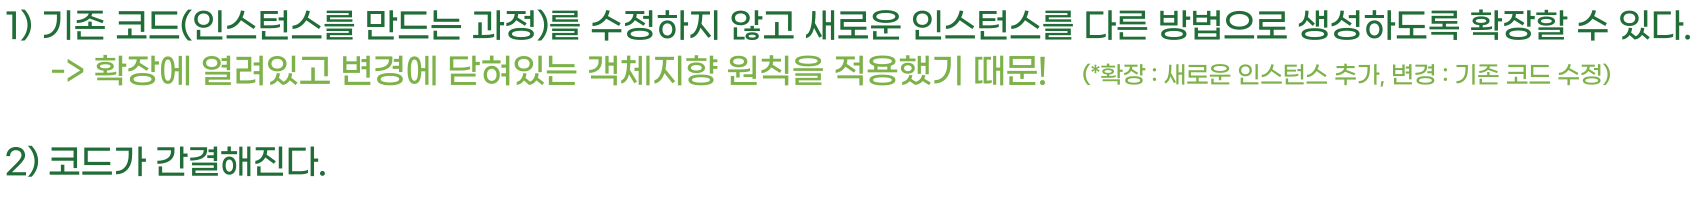 1) 기존 코드(인스턴스를 만드는 과정)를 수정하지 않고 새로운 인스턴스를 다른 방법으로 생성하도록 확장할 수 있다.
-> 확장에 열려있고 변경에 닫혀있는 객체지향 원칙을 적용했기 때문! (*확장 : 새로운 인스턴스 추가, 변경 : 기존 코드 수정)
2) 코드가 간결해진다.